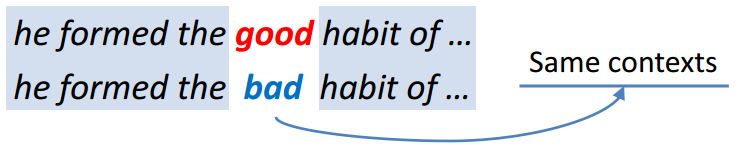 he formed the good habit of ...
he formed the bad habit of ...
Same contexts